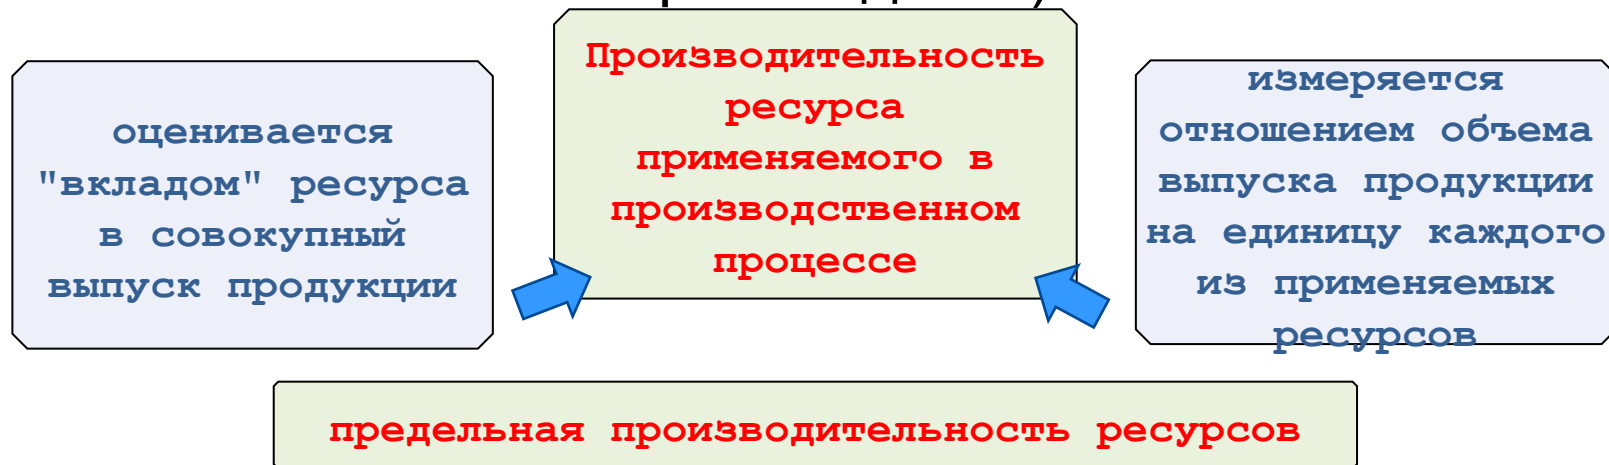 оценивается
"вкладом" ресурса
в совокупный
выпуск продукции
Производительность
ресурса
применяемого в
производственном
процессе
измеряется
отношением объема
выпуска продукции
на единицу каждого
из применяемых
ресурсов
предельная производительность ресурсов